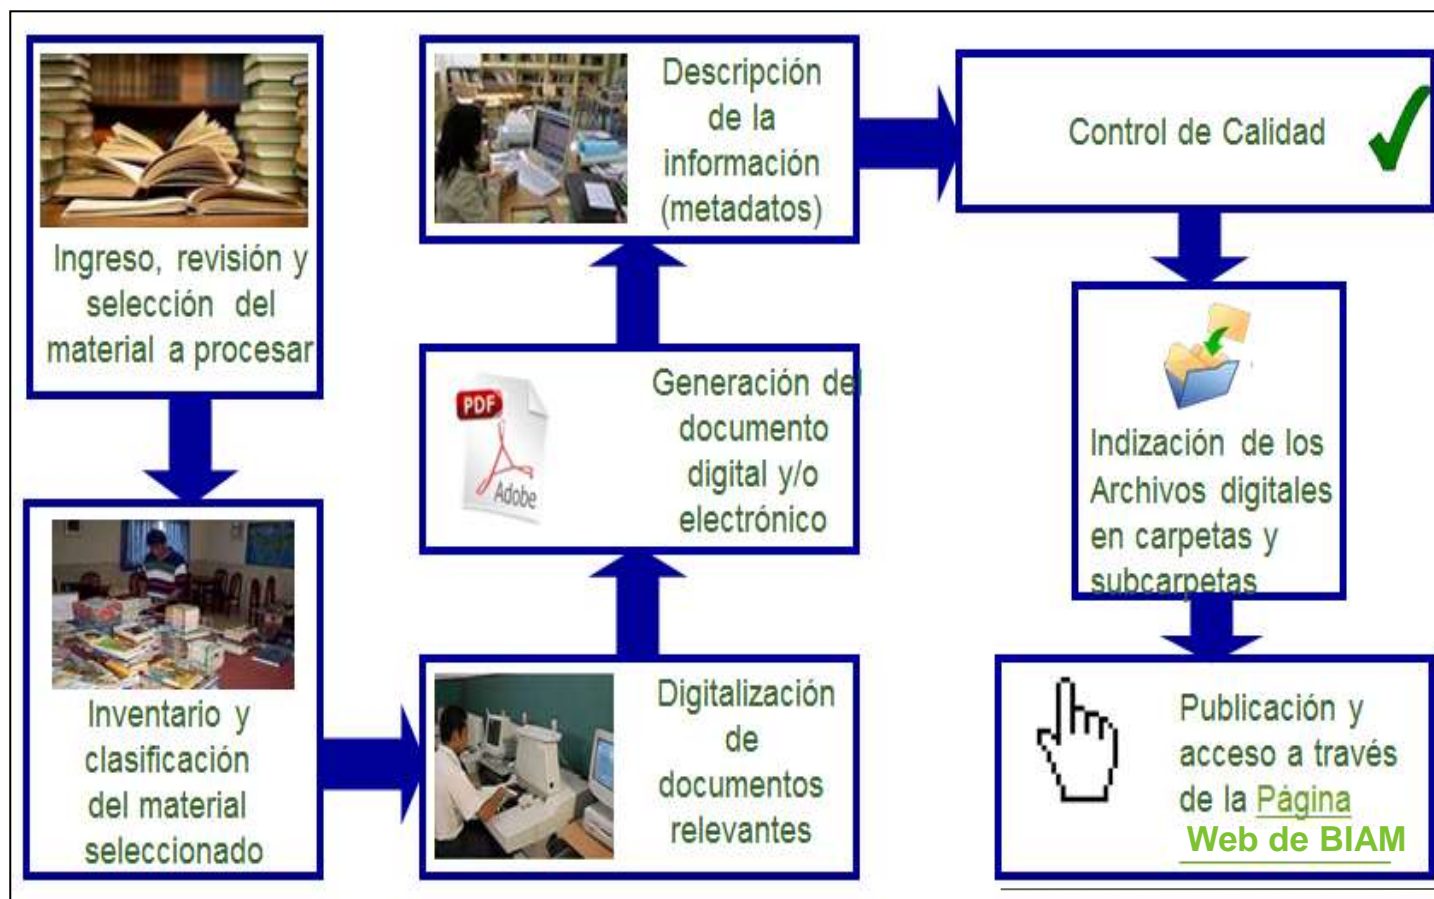 Ingreso, revisión y
selección del
material a procesar
Inventario y
clasificación
del material
seleccionado
Digitalización
de
documentos
relevantes
Generación del
documento
digital y/o
electrónico
PDF
Adobe
Descripción
de la
información
(metadatos)
Control de Calidad
Indización de los
Archivos digitales
en carpetas y
subcarpetas
Publicación y
acceso a través
de la Página
Web de BIAM